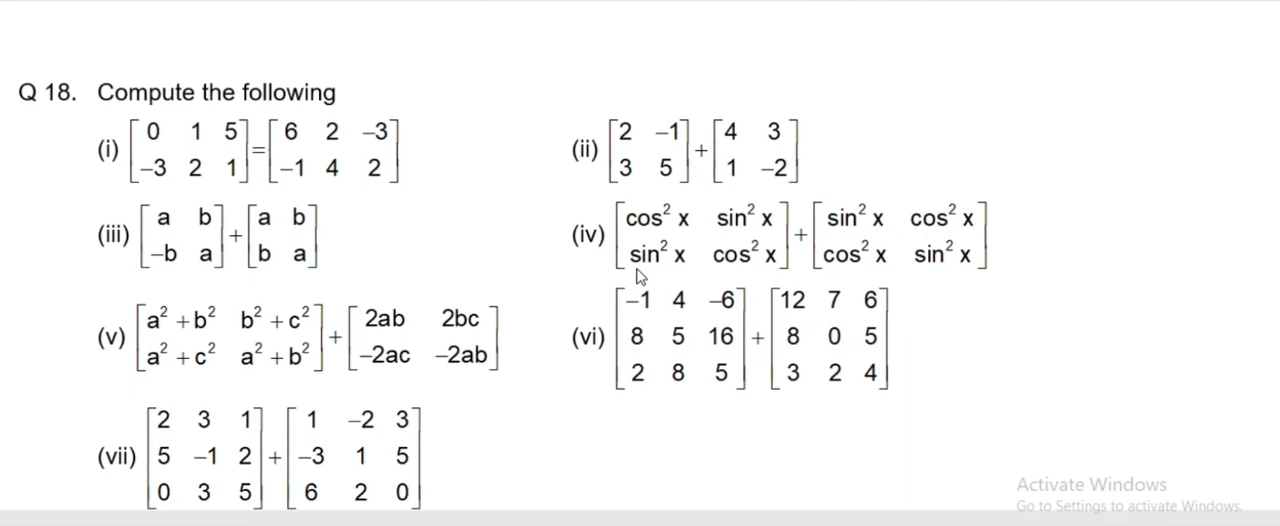 Q 18. Compute the following
(i) [0 1 5; –3 2 1] = [6 2 –3; –1 4 2] (ii) [2 –1; 3 5] + [4 3; 1 –2]
(iii) [a b; –b a] + [a b; b a] (iv) [cos² x sin² x; sin² x cos² x] + [sin² x cos² x; cos² x sin² x]
(v) [a² + b² b² + c²; a² + c² a² + b²] + [2ab 2bc; –2ac –2ab] (vi) [–1 4 –6; 8 5 16; 2 8 5] + [12 7 6; 8 0 5; 3 2 4]
(vii) [2 3 1; 5 –1 2; 0 3 5] + [1 –2 3; –3 1 5; 6 2 0]
Activate Windows
Go to Settings to activate Windows.